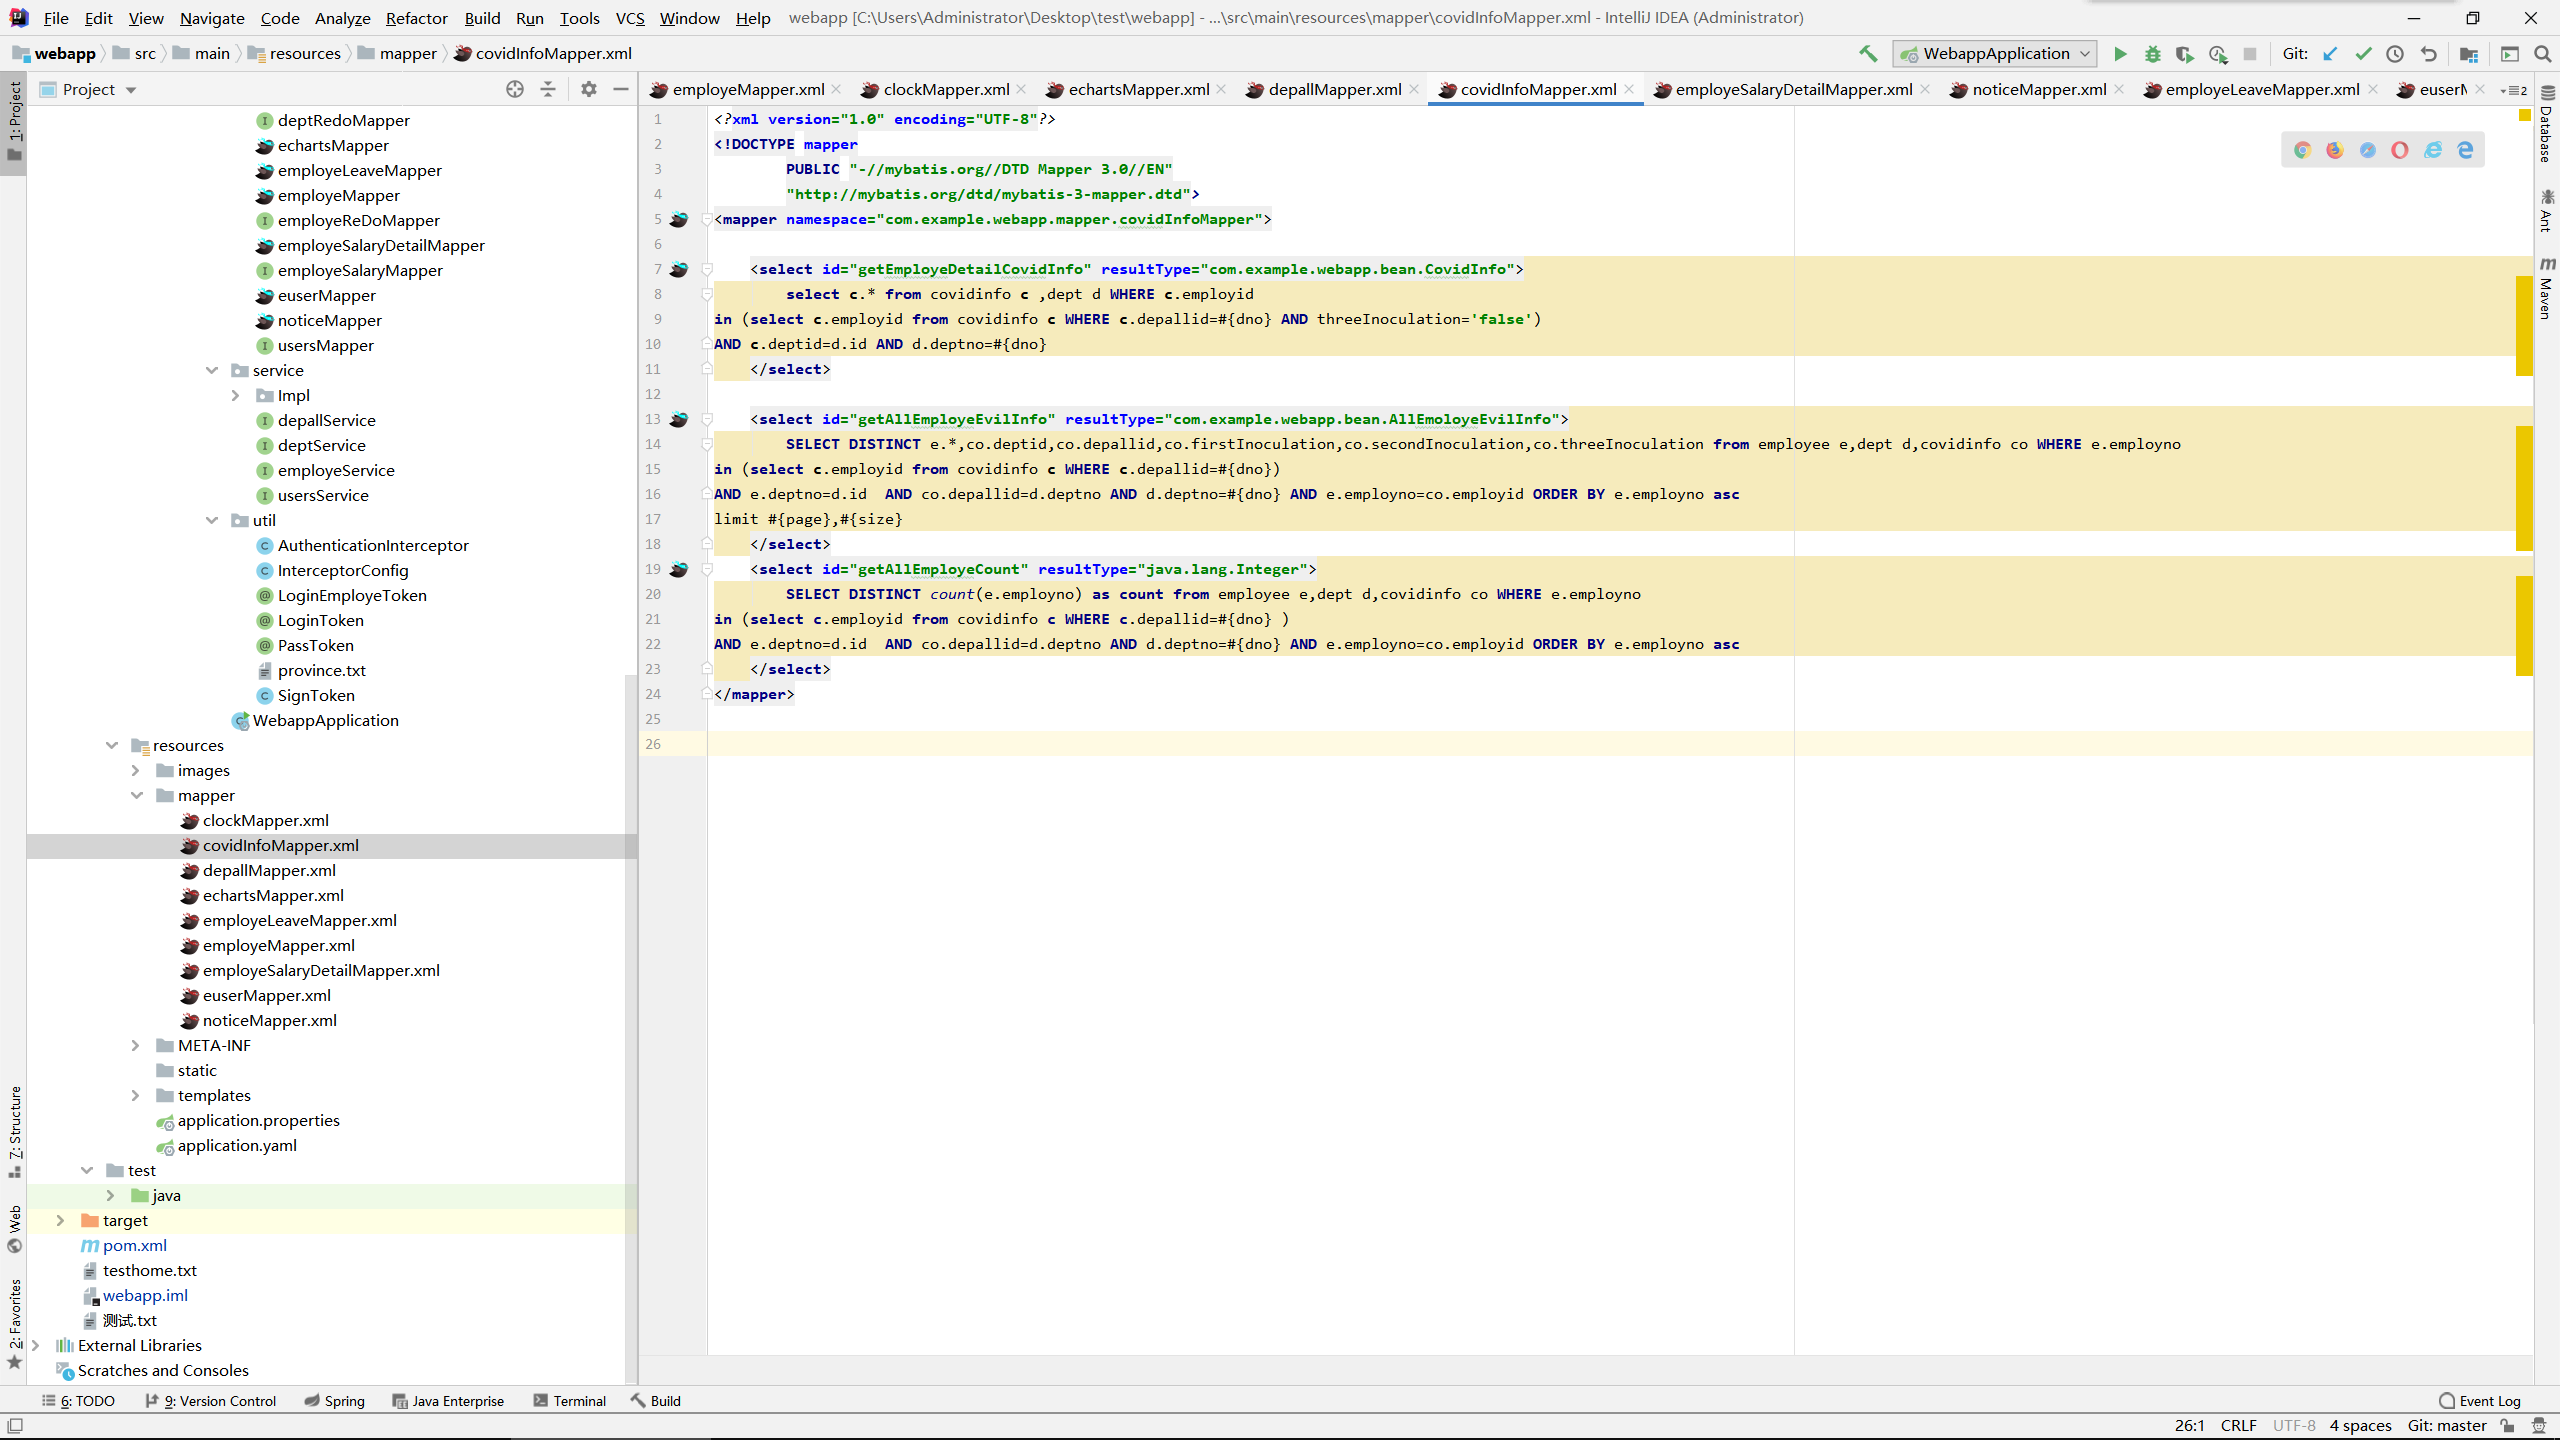 File Edit View Navigate Code Analyze Refactor Build Run Tools VCS Window Help webapp [C:\Users\Administrator\Desktop\test\webapp] - ...\src\main\resources\mapper\covidInfoMapper.xml - IntelliJ IDEA (Administrator)
webapp src main resources mapper covidInfoMapper.xml WebappApplication Git:
1: Project
Project
employeMapper.xml clockMapper.xml echartsMapper.xml depallMapper.xml covidInfoMapper.xml employeSalaryDetailMapper.xml noticeMapper.xml employeLeaveMapper.xml euserM 2
deptRedoMapper
echartsMapper
employeLeaveMapper
employeMapper
employeReDoMapper
employeSalaryDetailMapper
employeSalaryMapper
euserMapper
noticeMapper
usersMapper
service
Impl
depallService
deptService
employeService
usersService
util
AuthenticationInterceptor
InterceptorConfig
LoginEmployeToken
LoginToken
PassToken
province.txt
SignToken
WebappApplication
resources
images
mapper
clockMapper.xml
covidInfoMapper.xml
depallMapper.xml
echartsMapper.xml
employeLeaveMapper.xml
employeMapper.xml
employeSalaryDetailMapper.xml
euserMapper.xml
noticeMapper.xml
META-INF
static
templates
application.properties
application.yaml
test
java
target
pom.xml
testhome.txt
webapp.iml
测试.txt
External Libraries
Scratches and Consoles
7: Structure
Web
2: Favorites
1 <?xml version="1.0" encoding="UTF-8"?>
2 <!DOCTYPE mapper
3 PUBLIC "-//mybatis.org//DTD Mapper 3.0//EN"
4 "http://mybatis.org/dtd/mybatis-3-mapper.dtd">
5 <mapper namespace="com.example.webapp.mapper.covidInfoMapper">
6
7 <select id="getEmployeDetailCovidInfo" resultType="com.example.webapp.bean.CovidInfo">
8 select c.* from covidinfo c ,dept d WHERE c.employid
9 in (select c.employid from covidinfo c WHERE c.depallid=#{dno} AND threeInoculation='false')
10 AND c.deptid=d.id AND d.deptno=#{dno}
11 </select>
12
13 <select id="getAllEmployeEvilInfo" resultType="com.example.webapp.bean.AllEmoloyeEvilInfo">
14 SELECT DISTINCT e.*,co.deptid,co.depallid,co.firstInoculation,co.secondInoculation,co.threeInoculation from employee e,dept d,covidinfo co WHERE e.employno
15 in (select c.employid from covidinfo c WHERE c.depallid=#{dno})
16 AND e.deptno=d.id  AND co.depallid=d.deptno AND d.deptno=#{dno} AND e.employno=co.employid ORDER BY e.employno asc
17 limit #{page},#{size}
18 </select>
19 <select id="getAllEmployeCount" resultType="java.lang.Integer">
20 SELECT DISTINCT count(e.employno) as count from employee e,dept d,covidinfo co WHERE e.employno
21 in (select c.employid from covidinfo c WHERE c.depallid=#{dno} )
22 AND e.deptno=d.id  AND co.depallid=d.deptno AND d.deptno=#{dno} AND e.employno=co.employid ORDER BY e.employno asc
23 </select>
24 </mapper>
25
26
Database
Ant
Maven
6: TODO 9: Version Control Spring Java Enterprise Terminal Build Event Log
26:1 CRLF UTF-8 4 spaces Git: master